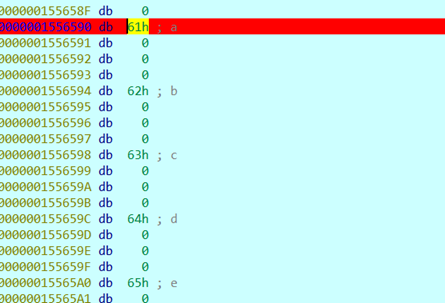 000000155658F db 0
0000001556590 db 61h ; a
0000001556591 db 0
0000001556592 db 0
0000001556593 db 0
0000001556594 db 62h ; b
0000001556595 db 0
0000001556596 db 0
0000001556597 db 0
0000001556598 db 63h ; c
0000001556599 db 0
000000155659A db 0
000000155659B db 0
000000155659C db 64h ; d
000000155659D db 0
000000155659E db 0
000000155659F db 0
00000015565A0 db 65h ; e
00000015565A1 db 0